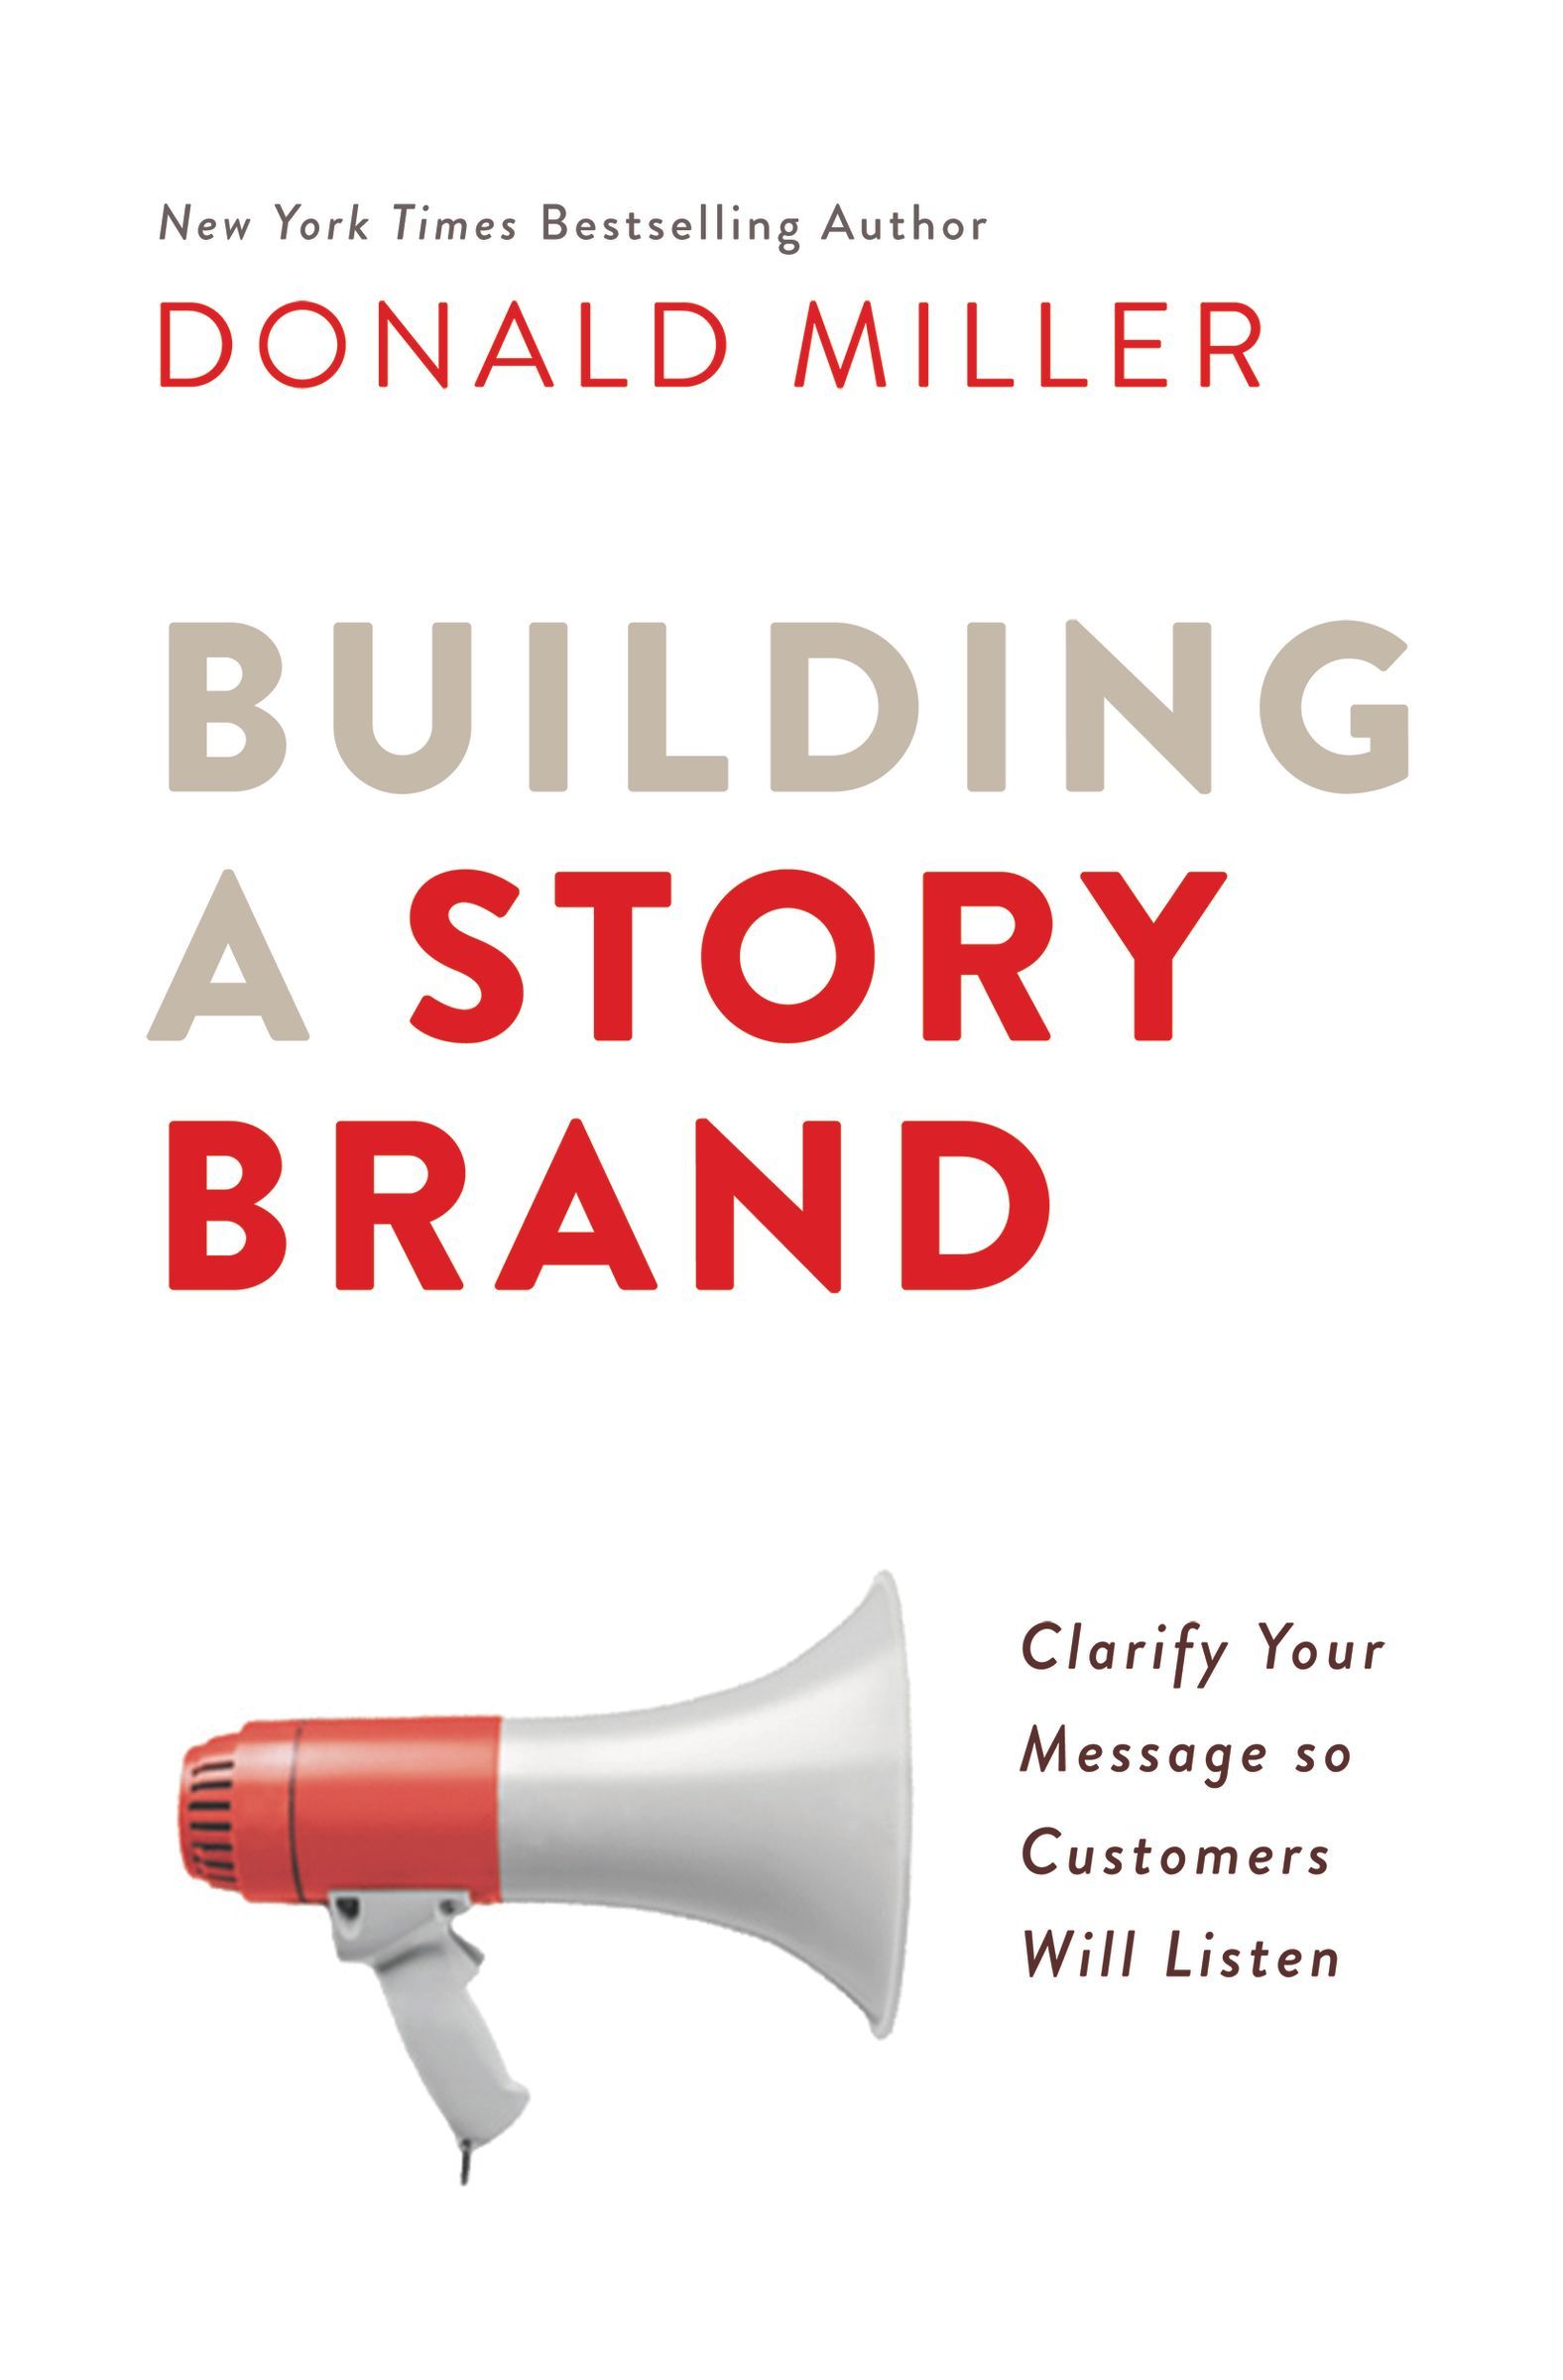 New York Times Bestselling Author
DONALD MILLER
BUILDING
A STORY
BRAND
Clarify Your
Message so
Customers
Will Listen